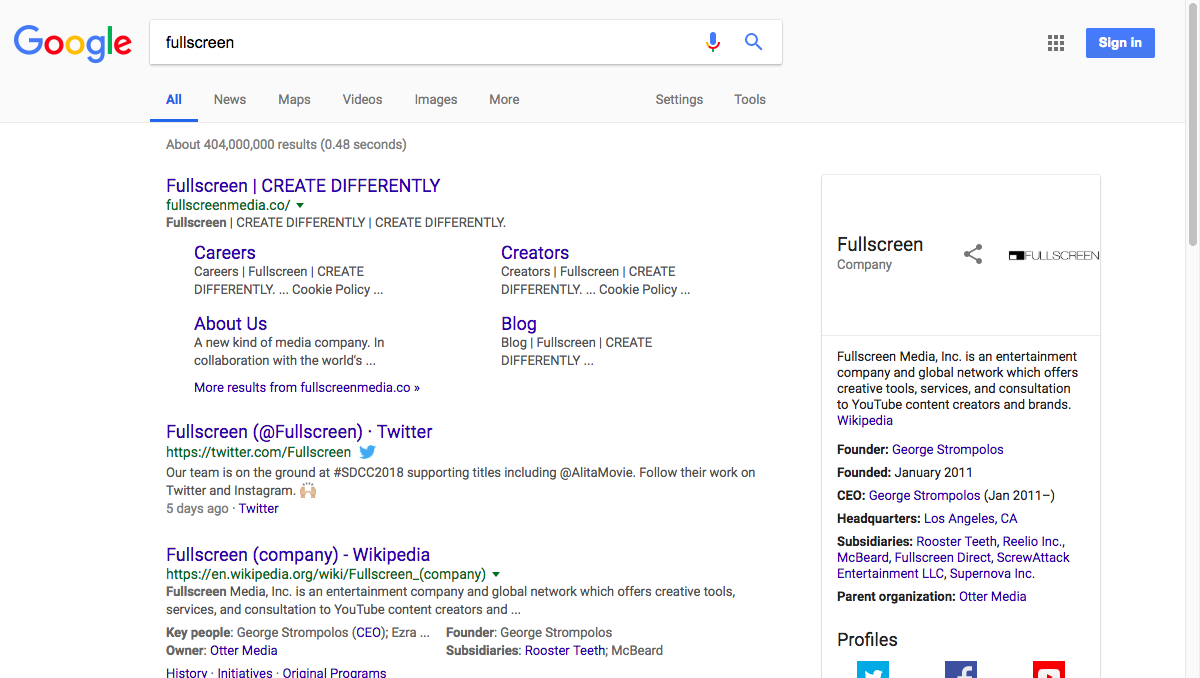 Google
fullscreen
Sign in
All News Maps Videos Images More Settings Tools
About 404,000,000 results (0.48 seconds)
Fullscreen | CREATE DIFFERENTLY
fullscreenmedia.co/
Fullscreen | CREATE DIFFERENTLY | CREATE DIFFERENTLY.
Careers
Careers | Fullscreen | CREATE
DIFFERENTLY. ... Cookie Policy ...
Creators
Creators | Fullscreen | CREATE
DIFFERENTLY. ... Cookie Policy ...
About Us
A new kind of media company. In
collaboration with the world's ...
Blog
Blog | Fullscreen | CREATE
DIFFERENTLY ...
More results from fullscreenmedia.co »
Fullscreen (@Fullscreen) · Twitter
https://twitter.com/Fullscreen
Our team is on the ground at #SDCC2018 supporting titles including @AlitaMovie. Follow their work on
Twitter and Instagram. 🙌🏼
5 days ago · Twitter
Fullscreen (company) - Wikipedia
https://en.wikipedia.org/wiki/Fullscreen_(company)
Fullscreen Media, Inc. is an entertainment company and global network which offers creative tools,
services, and consultation to YouTube content creators and ...
Key people: George Strompolos (CEO); Ezra ... Founder: George Strompolos
Owner: Otter Media Subsidiaries: Rooster Teeth; McBeard
History · Initiatives · Original Programs
Fullscreen
Company
FULLSCREEN
Fullscreen Media, Inc. is an entertainment
company and global network which offers
creative tools, services, and consultation
to YouTube content creators and brands.
Wikipedia
Founder: George Strompolos
Founded: January 2011
CEO: George Strompolos (Jan 2011–)
Headquarters: Los Angeles, CA
Subsidiaries: Rooster Teeth, Reelio Inc.,
McBeard, Fullscreen Direct, ScrewAttack
Entertainment LLC, Supernova Inc.
Parent organization: Otter Media
Profiles